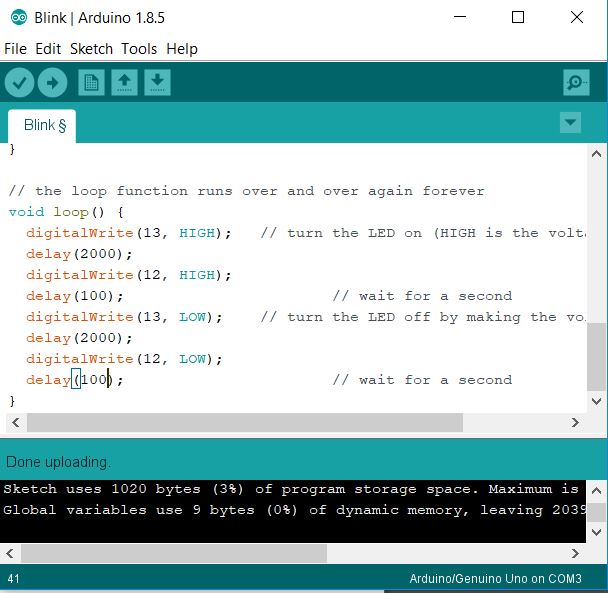 Blink | Arduino 1.8.5
File Edit Sketch Tools Help
Blink §
}
// the loop function runs over and over again forever
void loop() {
digitalWrite(13, HIGH);   // turn the LED on (HIGH is the volta
delay(2000);
digitalWrite(12, HIGH);
delay(100);                       // wait for a second
digitalWrite(13, LOW);    // turn the LED off by making the vo
delay(2000);
digitalWrite(12, LOW);
delay(100);                       // wait for a second
}
Done uploading.
Sketch uses 1020 bytes (3%) of program storage space. Maximum is
Global variables use 9 bytes (0%) of dynamic memory, leaving 2039
41
Arduino/Genuino Uno on COM3